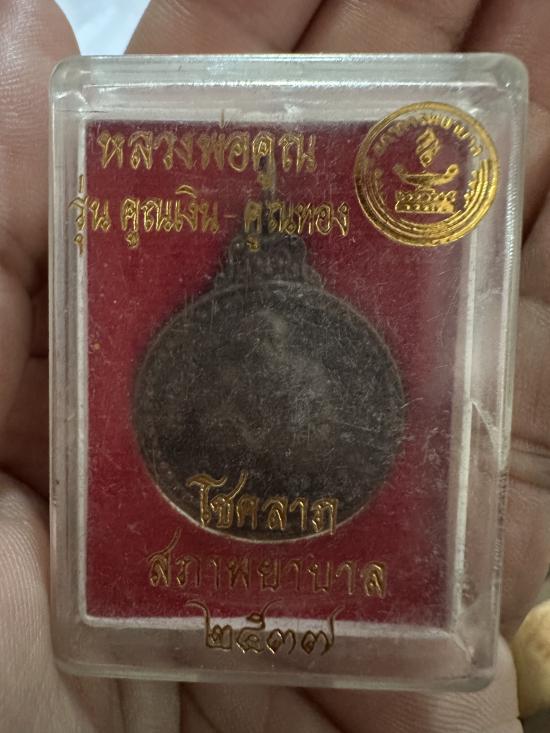 หลวงพ่อคูณ
รุ่น คูณเงิน - คูณทอง
โชคลาภ
สภาพยาบาล
๒๕๓๗